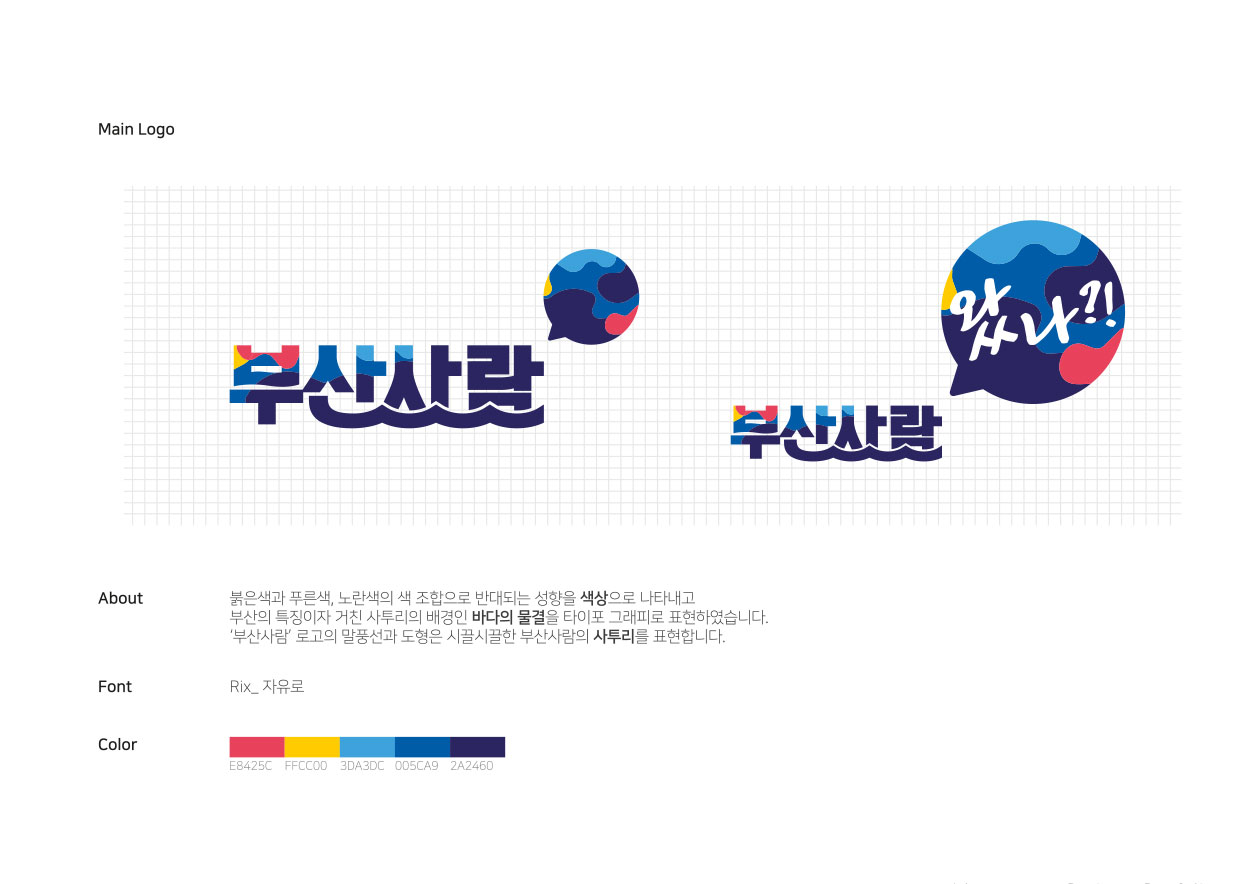 Main Logo
부산사람
왔나?!
부산사람
About
붉은색과 푸른색, 노란색의 색 조합으로 반대되는 성향을 색상으로 나타내고
부산의 특징이자 거친 사투리의 배경인 바다의 물결을 타이포 그래피로 표현하였습니다.
‘부산사람’ 로고의 말풍선과 도형은 시끌시끌한 부산사람의 사투리를 표현합니다.
Font
Rix_ 자유로
Color
E8425C FFCC00 3DA3DC 005CA9 2A2460